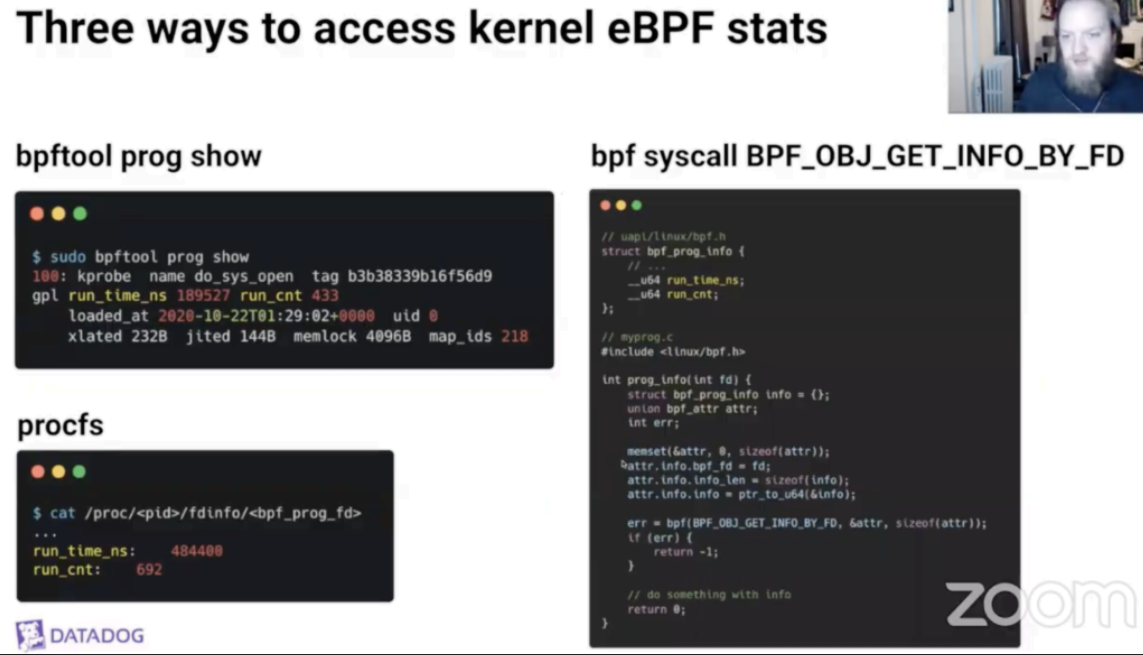 Three ways to access kernel eBPF stats
bpftool prog show
$ sudo bpftool prog show
100: kprobe  name do_sys_open  tag b3b38339b16f56d9
gpl run_time_ns 189527 run_cnt 433
    loaded_at 2020-10-22T01:29:02+0000  uid 0
    xlated 232B  jited 144B  memlock 4096B  map_ids 218
procfs
$ cat /proc/<pid>/fdinfo/<bpf_prog_fd>
...
run_time_ns:    484400
run_cnt:    692
DATADOG
bpf syscall BPF_OBJ_GET_INFO_BY_FD
// uapi/linux/bpf.h
struct bpf_prog_info {
    // ...
    __u64 run_time_ns;
    __u64 run_cnt;
};
// myprog.c
#include <linux/bpf.h>
int prog_info(int fd) {
    struct bpf_prog_info info = {};
    union bpf_attr attr;
    int err;
    memset(&attr, 0, sizeof(attr));
    attr.info.bpf_fd = fd;
    attr.info.info_len = sizeof(info);
    attr.info.info = ptr_to_u64(&info);
    err = bpf(BPF_OBJ_GET_INFO_BY_FD, &attr, sizeof(attr));
    if (err) {
        return -1;
    }
    // do something with info
    return 0;
}
zoom